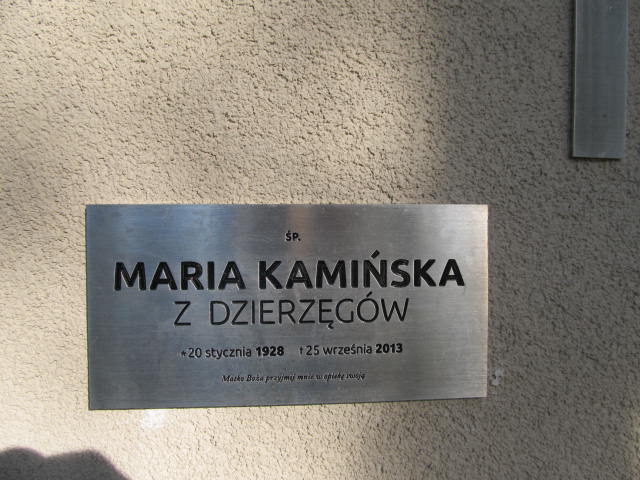 ŚP.
MARIA KAMIŃSKA
Z DZIERZĘGÓW
*20 stycznia 1928 †25 września 2013
Matko Boża przyjmij mnie w opiekę swoją